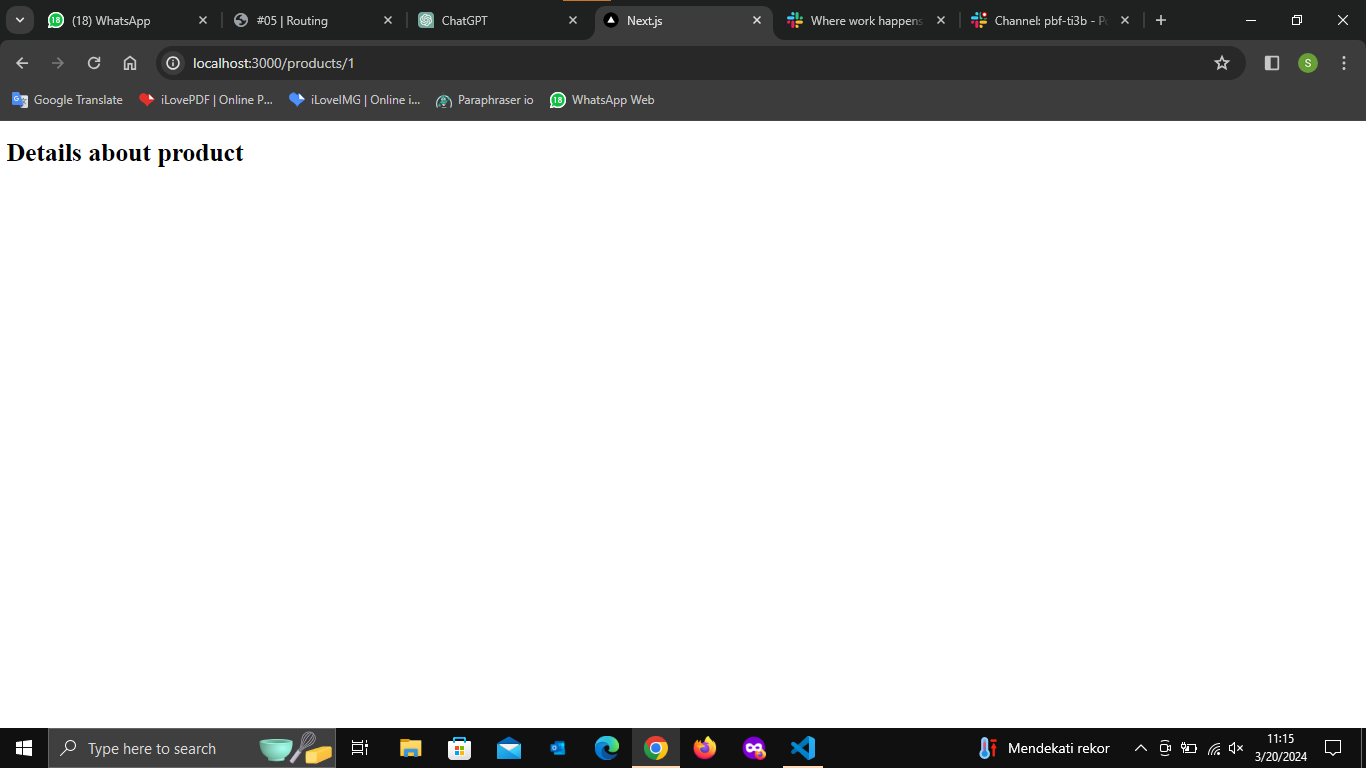 18 (18) WhatsApp
#05 | Routing
ChatGPT
Next.js
Where work happens
Channel: pbf-ti3b - P
localhost:3000/products/1
S
Google Translate
iLovePDF | Online P...
iLoveIMG | Online i...
Paraphraser io
18 WhatsApp Web
Details about product
Type here to search
Mendekati rekor
11:15
3/20/2024